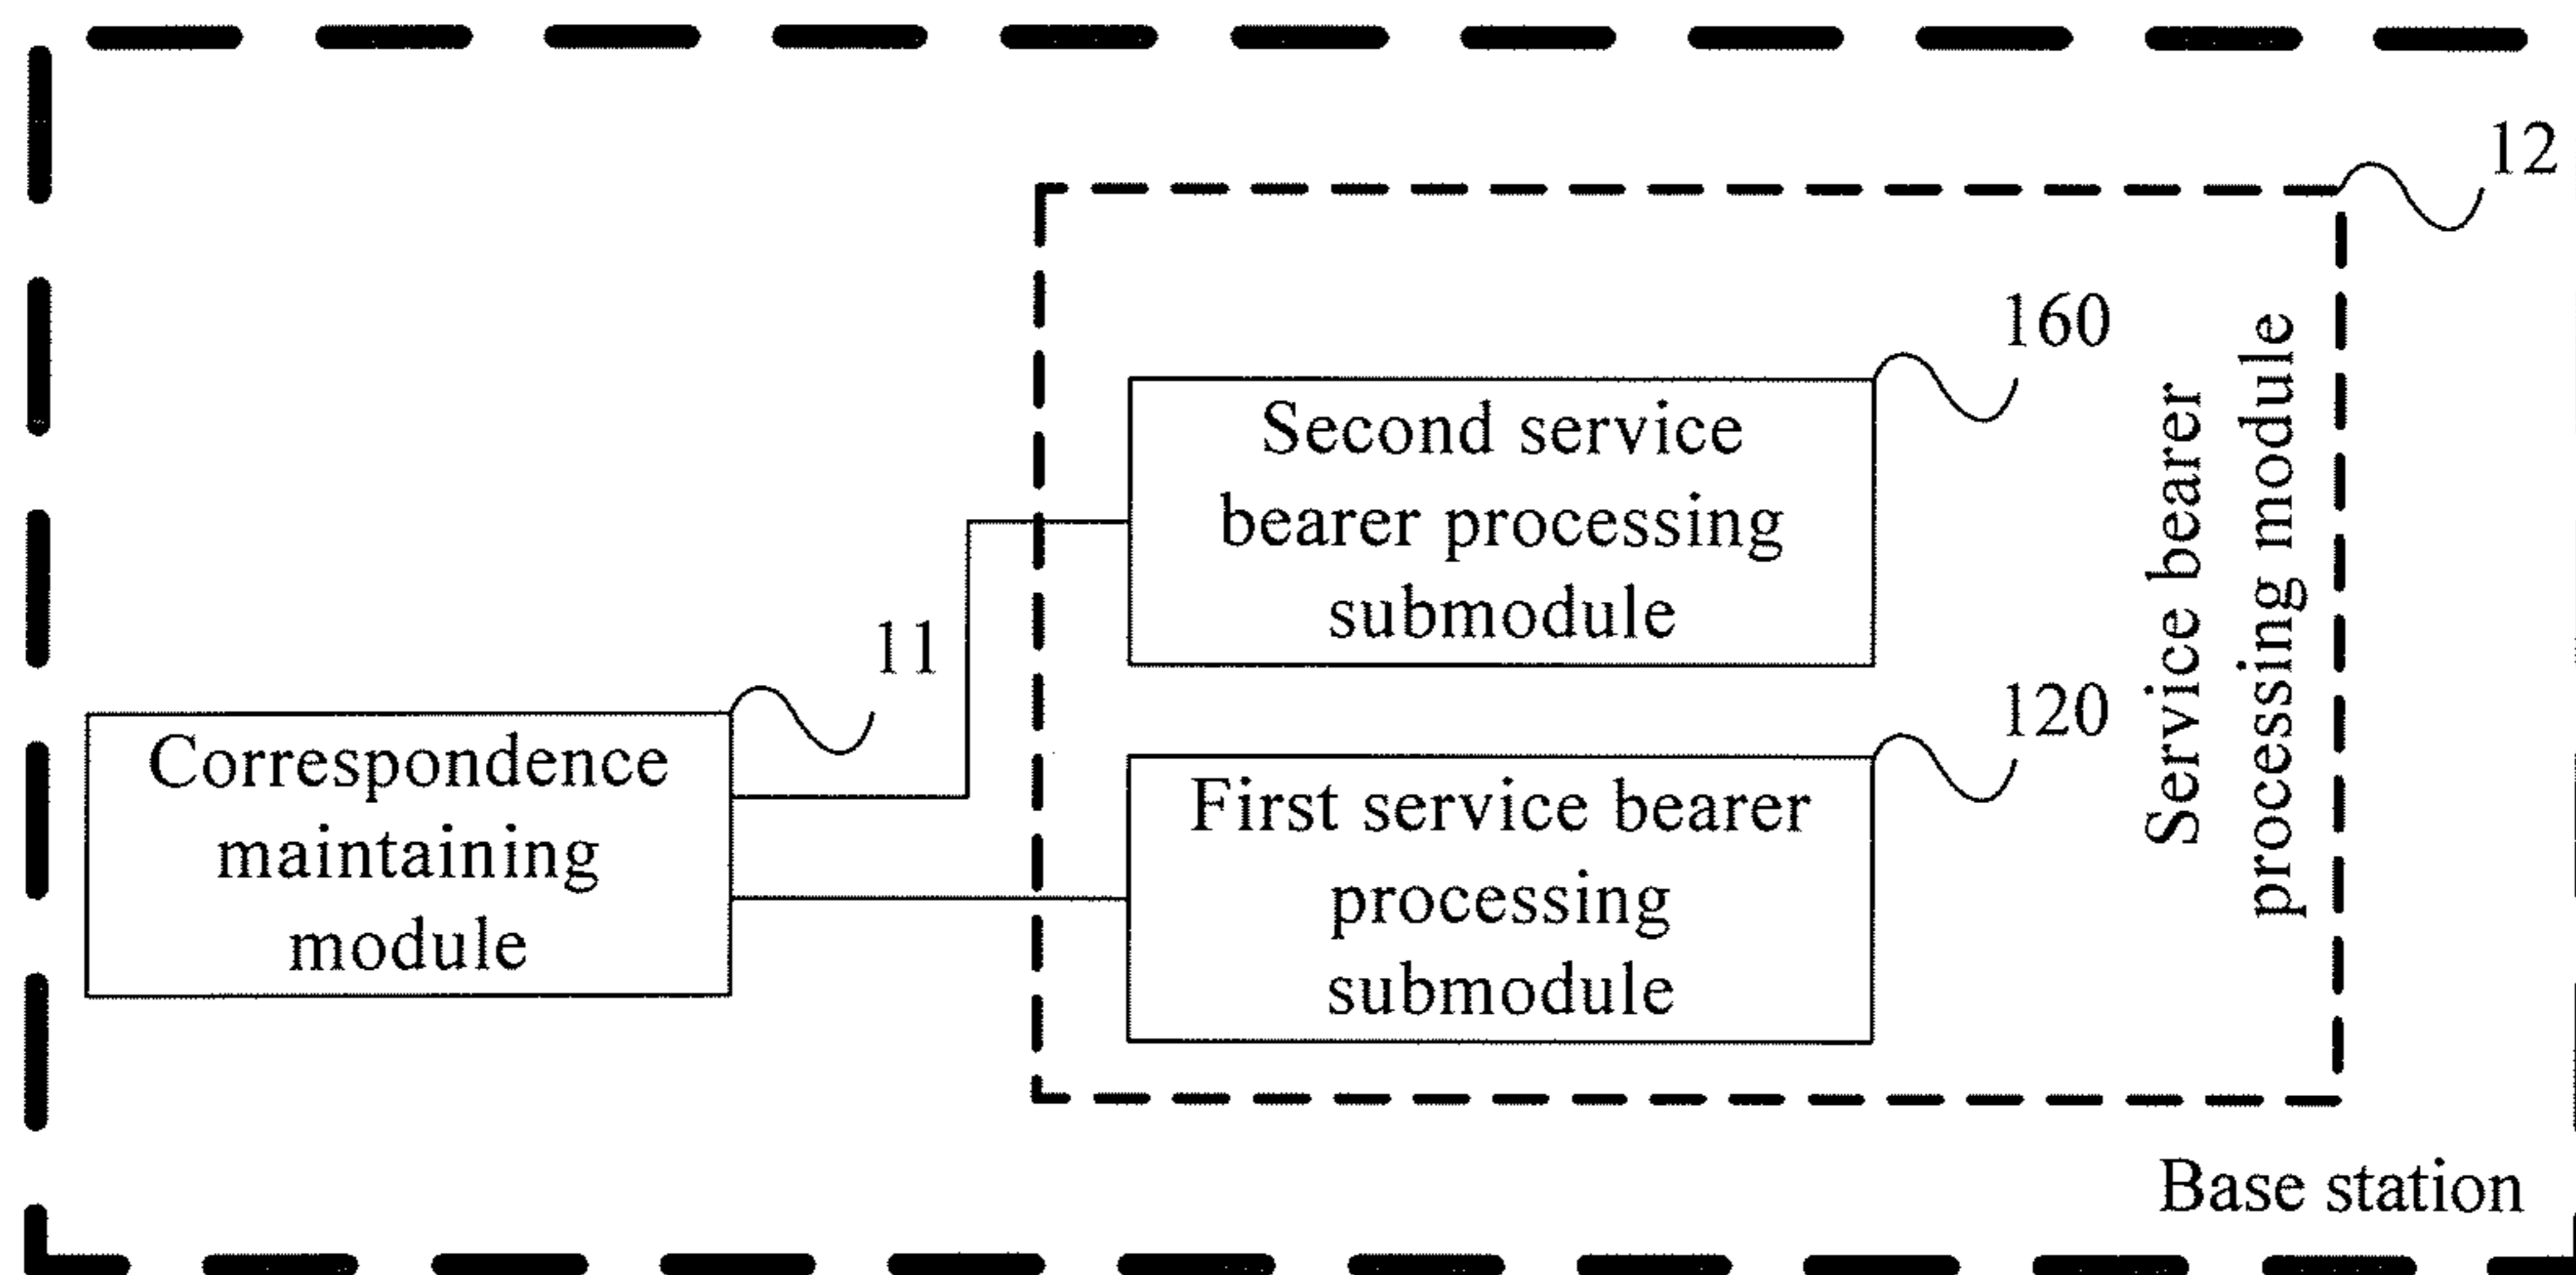 12
160
Second service
bearer processing
submodule
Service bearer
processing module
11
120
Correspondence
maintaining
module
First service bearer
processing
submodule
Base station